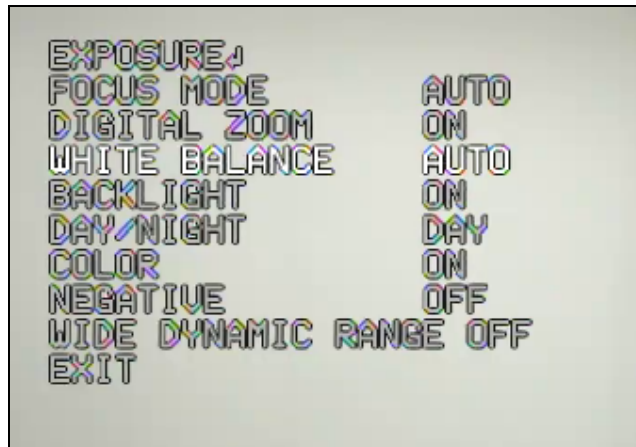 EXPOSURE↲
FOCUS MODE AUTO
DIGITAL ZOOM ON
WHITE BALANCE AUTO
BACKLIGHT ON
DAY/NIGHT DAY
COLOR ON
NEGATIVE OFF
WIDE DYNAMIC RANGE OFF
EXIT